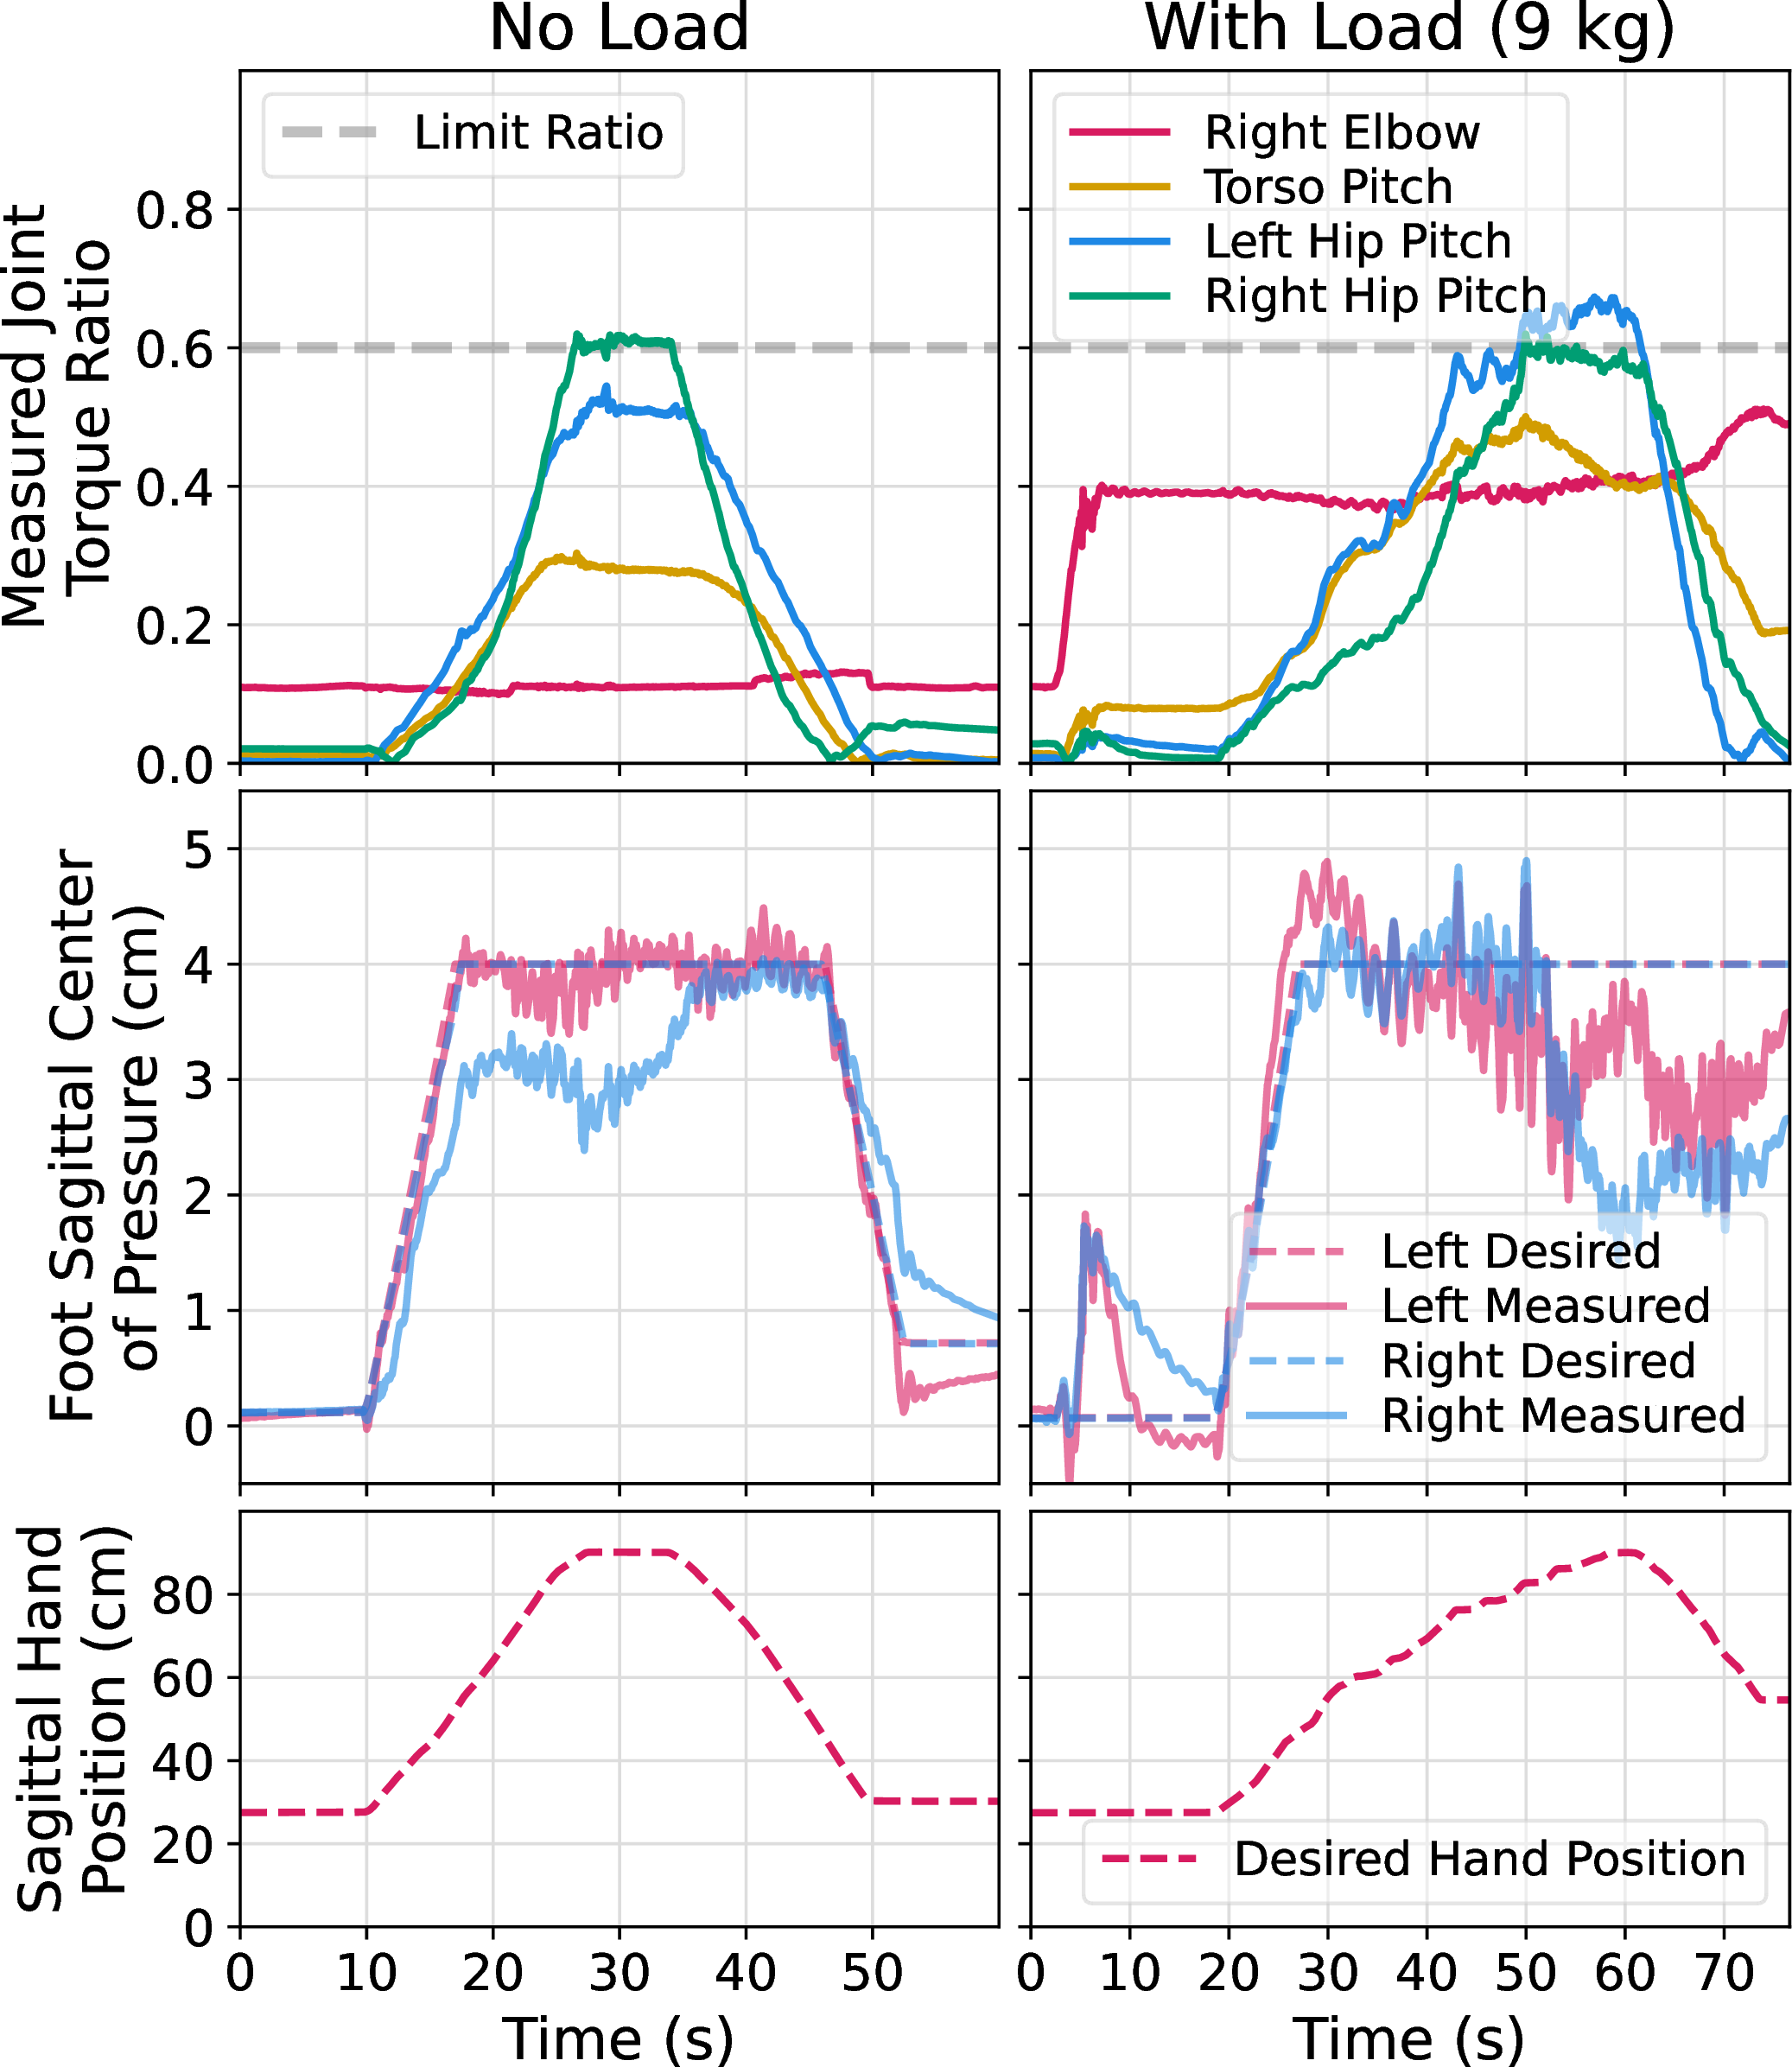 No Load
With Load (9 kg)
Measured Joint
Torque Ratio
0.8
0.6
0.4
0.2
0.0
Limit Ratio
Right Elbow
Torso Pitch
Left Hip Pitch
Right Hip Pitch
Foot Sagittal Center
of Pressure (cm)
5
4
3
2
1
0
Left Desired
Left Measured
Right Desired
Right Measured
Sagittal Hand
Position (cm)
80
60
40
20
0
Desired Hand Position
0 10 20 30 40 50
0 10 20 30 40 50 60 70
Time (s)
Time (s)